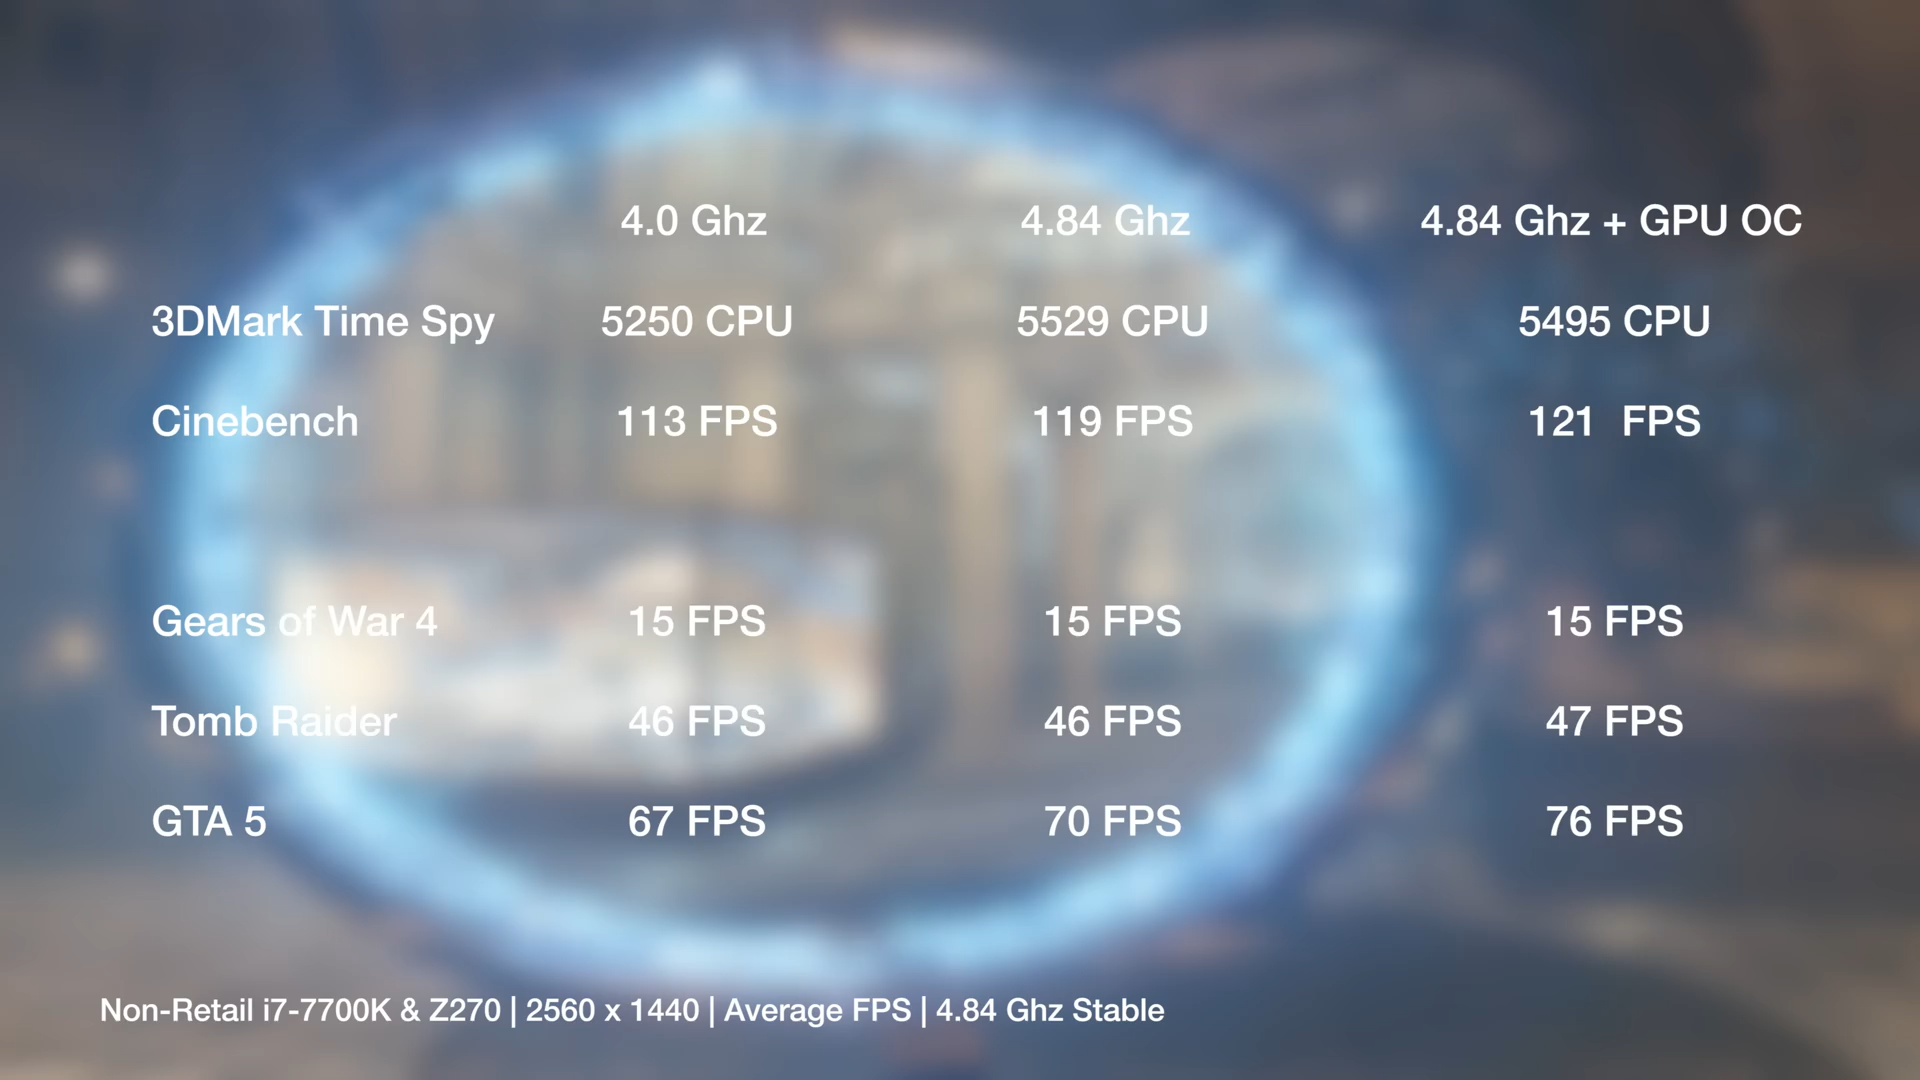 4.0 Ghz 4.84 Ghz 4.84 Ghz + GPU OC
3DMark Time Spy 5250 CPU 5529 CPU 5495 CPU
Cinebench 113 FPS 119 FPS 121 FPS
Gears of War 4 15 FPS 15 FPS 15 FPS
Tomb Raider 46 FPS 46 FPS 47 FPS
GTA 5 67 FPS 70 FPS 76 FPS
Non-Retail i7-7700K & Z270 | 2560 x 1440 | Average FPS | 4.84 Ghz Stable